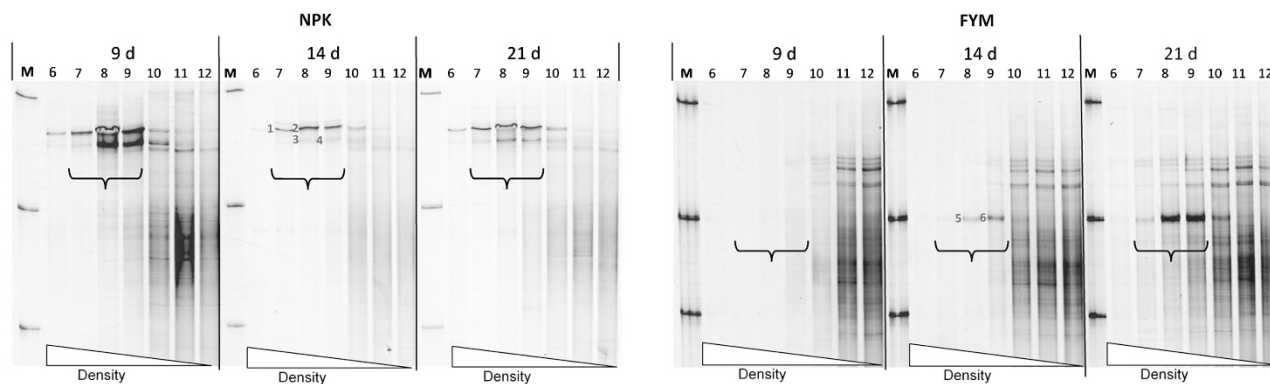 NPK
9 d 14 d 21 d
M 6 7 8 9 10 11 12 M 6 7 8 9 10 11 12 M 6 7 8 9 10 11 12
1 2
3 4
Density Density Density
FYM
9 d 14 d 21 d
M 6 7 8 9 10 11 12 M 6 7 8 9 10 11 12 M 6 7 8 9 10 11 12
5 6
Density Density Density